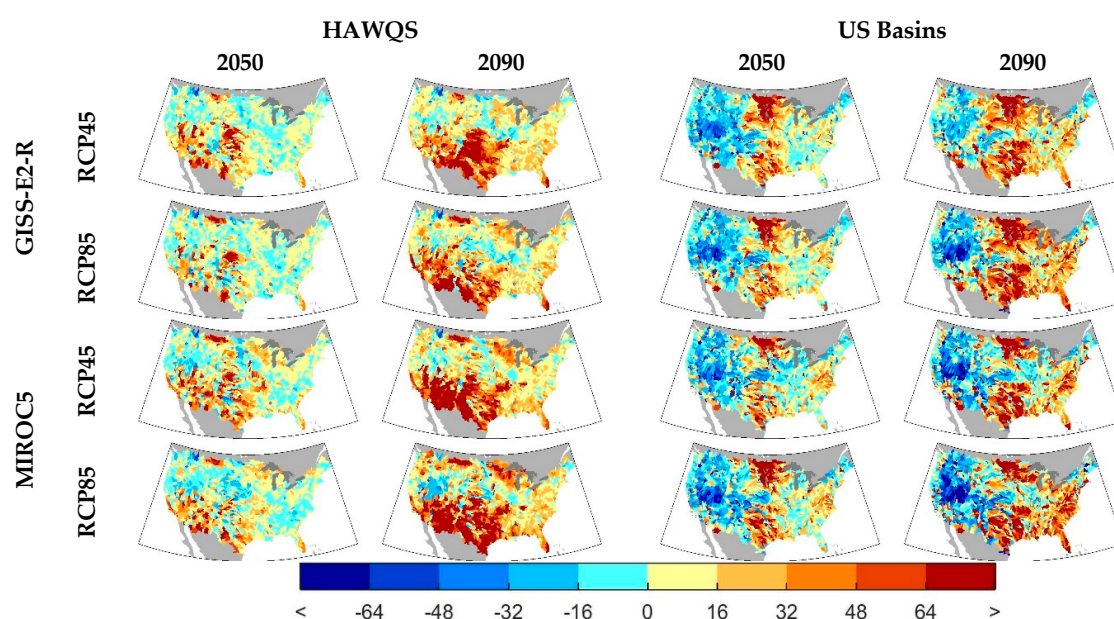 HAWQS US Basins
2050 2090 2050 2090
GISS-E2-R
RCP45
RCP85
MIROC5
RCP45
RCP85
< -64 -48 -32 -16 0 16 32 48 64 >